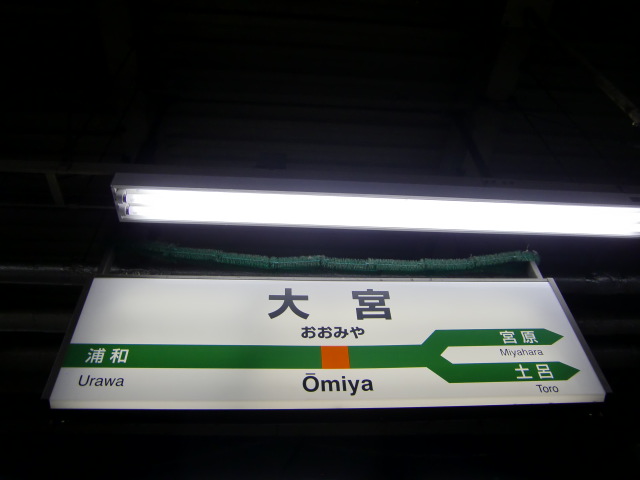 大宮
おおみや
浦和
Urawa
Ōmiya
宮原
Miyahara
土呂
Toro